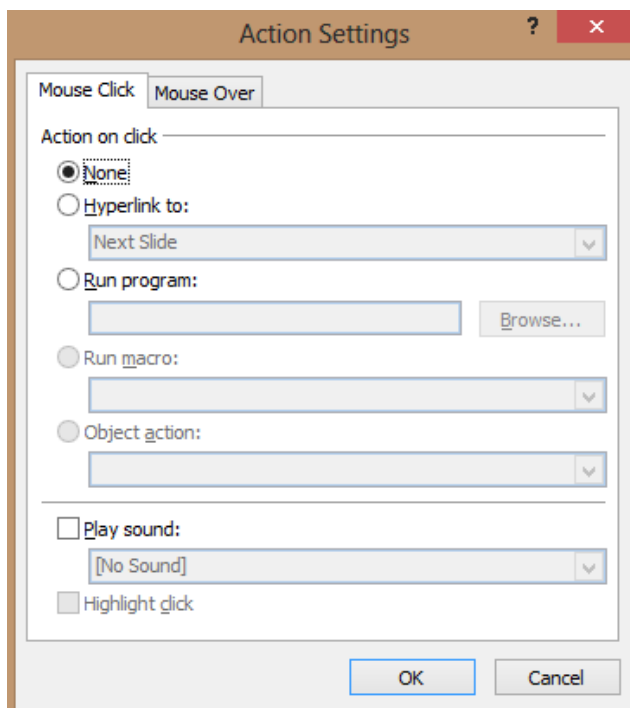 Action Settings
?
Mouse Click
Mouse Over
Action on click
None
Hyperlink to:
Next Slide
Run program:
Browse...
Run macro:
Object action:
Play sound:
[No Sound]
Highlight click
OK
Cancel